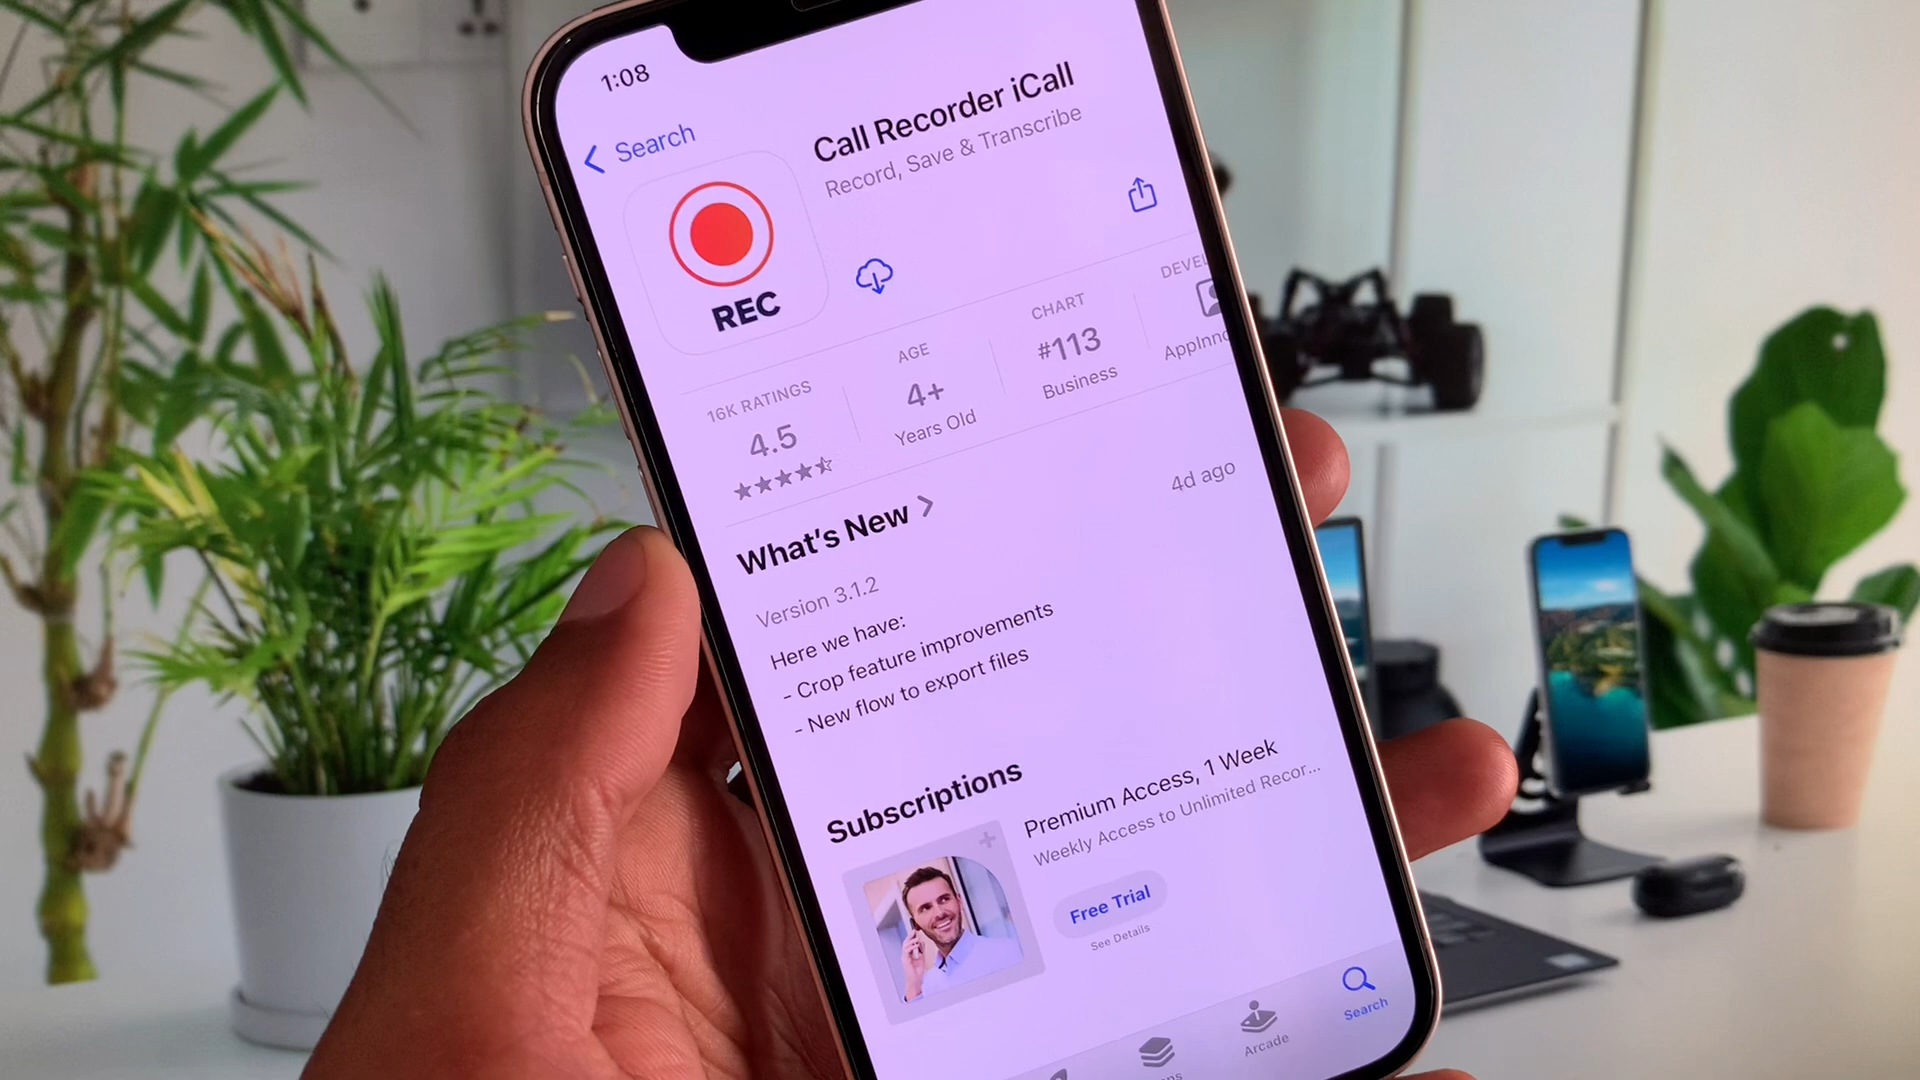 1:08
Search
Call Recorder iCall
Record, Save & Transcribe
REC
16K RATINGS
4.5
AGE
4+
Years Old
CHART
#113
Business
What's New
4d ago
Version 3.1.2
Here we have:
- Crop feature improvements
- New flow to export files
Subscriptions
Premium Access, 1 Week
Weekly Access to Unlimited Recor...
Free Trial
See Details
Arcade
Search